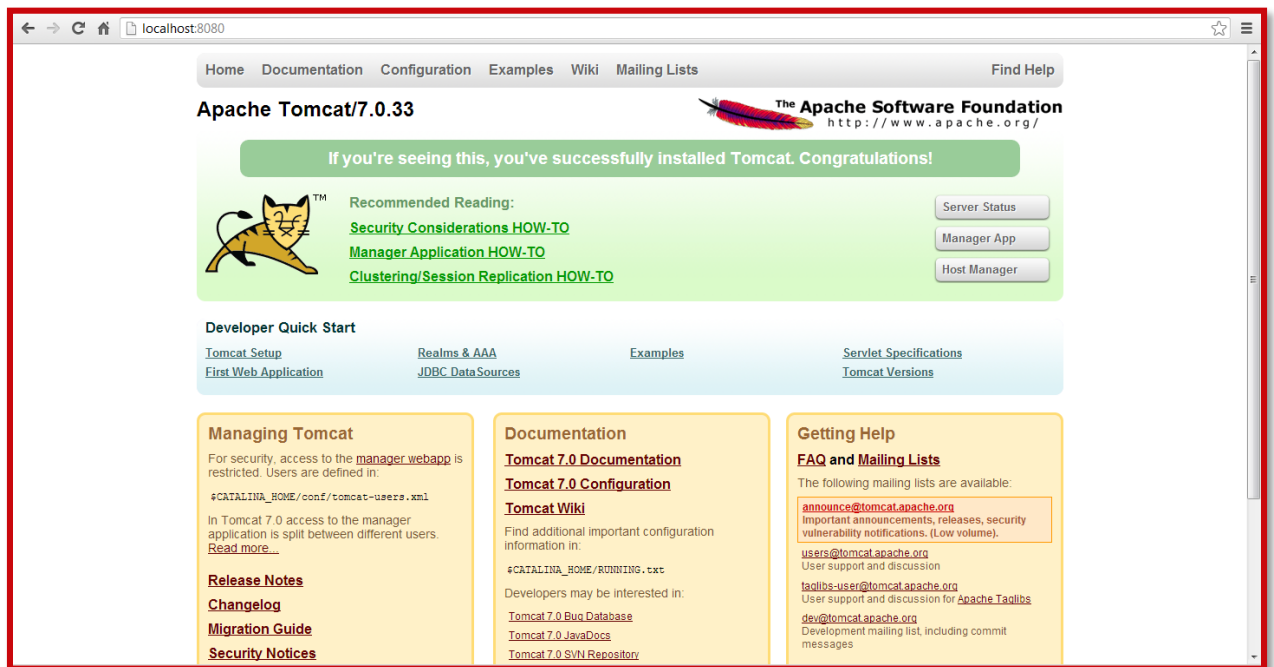 localhost:8080
Home Documentation Configuration Examples Wiki Mailing Lists Find Help
Apache Tomcat/7.0.33
The Apache Software Foundation
http://www.apache.org/
If you're seeing this, you've successfully installed Tomcat. Congratulations!
TM
Recommended Reading:
Security Considerations HOW-TO
Manager Application HOW-TO
Clustering/Session Replication HOW-TO
Server Status
Manager App
Host Manager
Developer Quick Start
Tomcat Setup
First Web Application
Realms & AAA
JDBC DataSources
Examples
Servlet Specifications
Tomcat Versions
Managing Tomcat
For security, access to the manager webapp is
restricted. Users are defined in:
$CATALINA_HOME/conf/tomcat-users.xml
In Tomcat 7.0 access to the manager
application is split between different users.
Read more...
Release Notes
Changelog
Migration Guide
Security Notices
Documentation
Tomcat 7.0 Documentation
Tomcat 7.0 Configuration
Tomcat Wiki
Find additional important configuration
information in:
$CATALINA_HOME/RUNNING.txt
Developers may be interested in:
Tomcat 7.0 Bug Database
Tomcat 7.0 JavaDocs
Tomcat 7.0 SVN Repository
Getting Help
FAQ and Mailing Lists
The following mailing lists are available:
announce@tomcat.apache.org
Important announcements, releases, security
vulnerability notifications. (Low volume).
users@tomcat.apache.org
User support and discussion
taglibs-user@tomcat.apache.org
User support and discussion for Apache Taglibs
dev@tomcat.apache.org
Development mailing list, including commit
messages